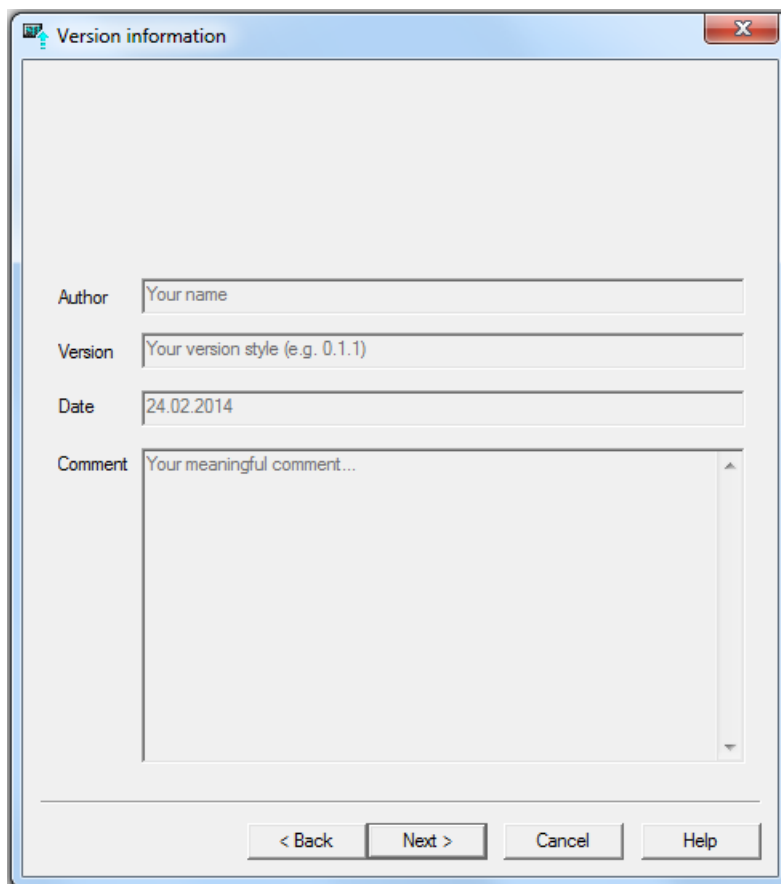 Version information
Author Your name
Version Your version style (e.g. 0.1.1)
Date 24.02.2014
Comment Your meaningful comment...
< Back Next > Cancel Help